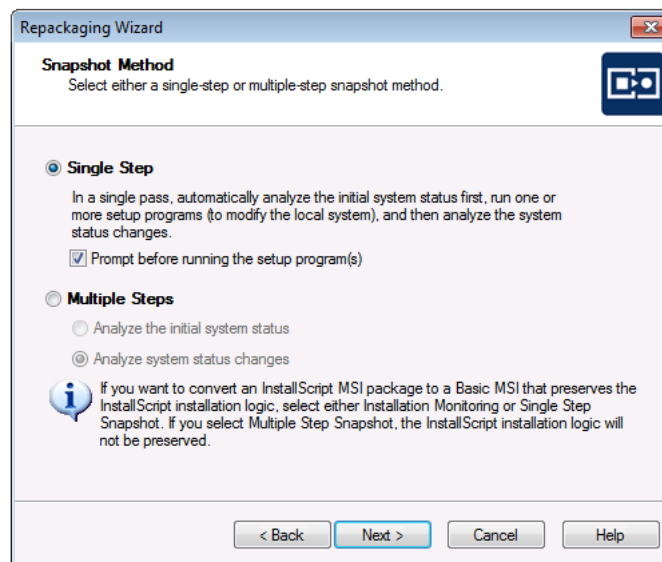 Repackaging Wizard
Snapshot Method
Select either a single-step or multiple-step snapshot method.
Single Step
In a single pass, automatically analyze the initial system status first, run one or
more setup programs (to modify the local system), and then analyze the system
status changes.
Prompt before running the setup program(s)
Multiple Steps
Analyze the initial system status
Analyze system status changes
If you want to convert an InstallScript MSI package to a Basic MSI that preserves the
InstallScript installation logic, select either Installation Monitoring or Single Step
Snapshot. If you select Multiple Step Snapshot, the InstallScript installation logic will
not be preserved.
< Back Next > Cancel Help